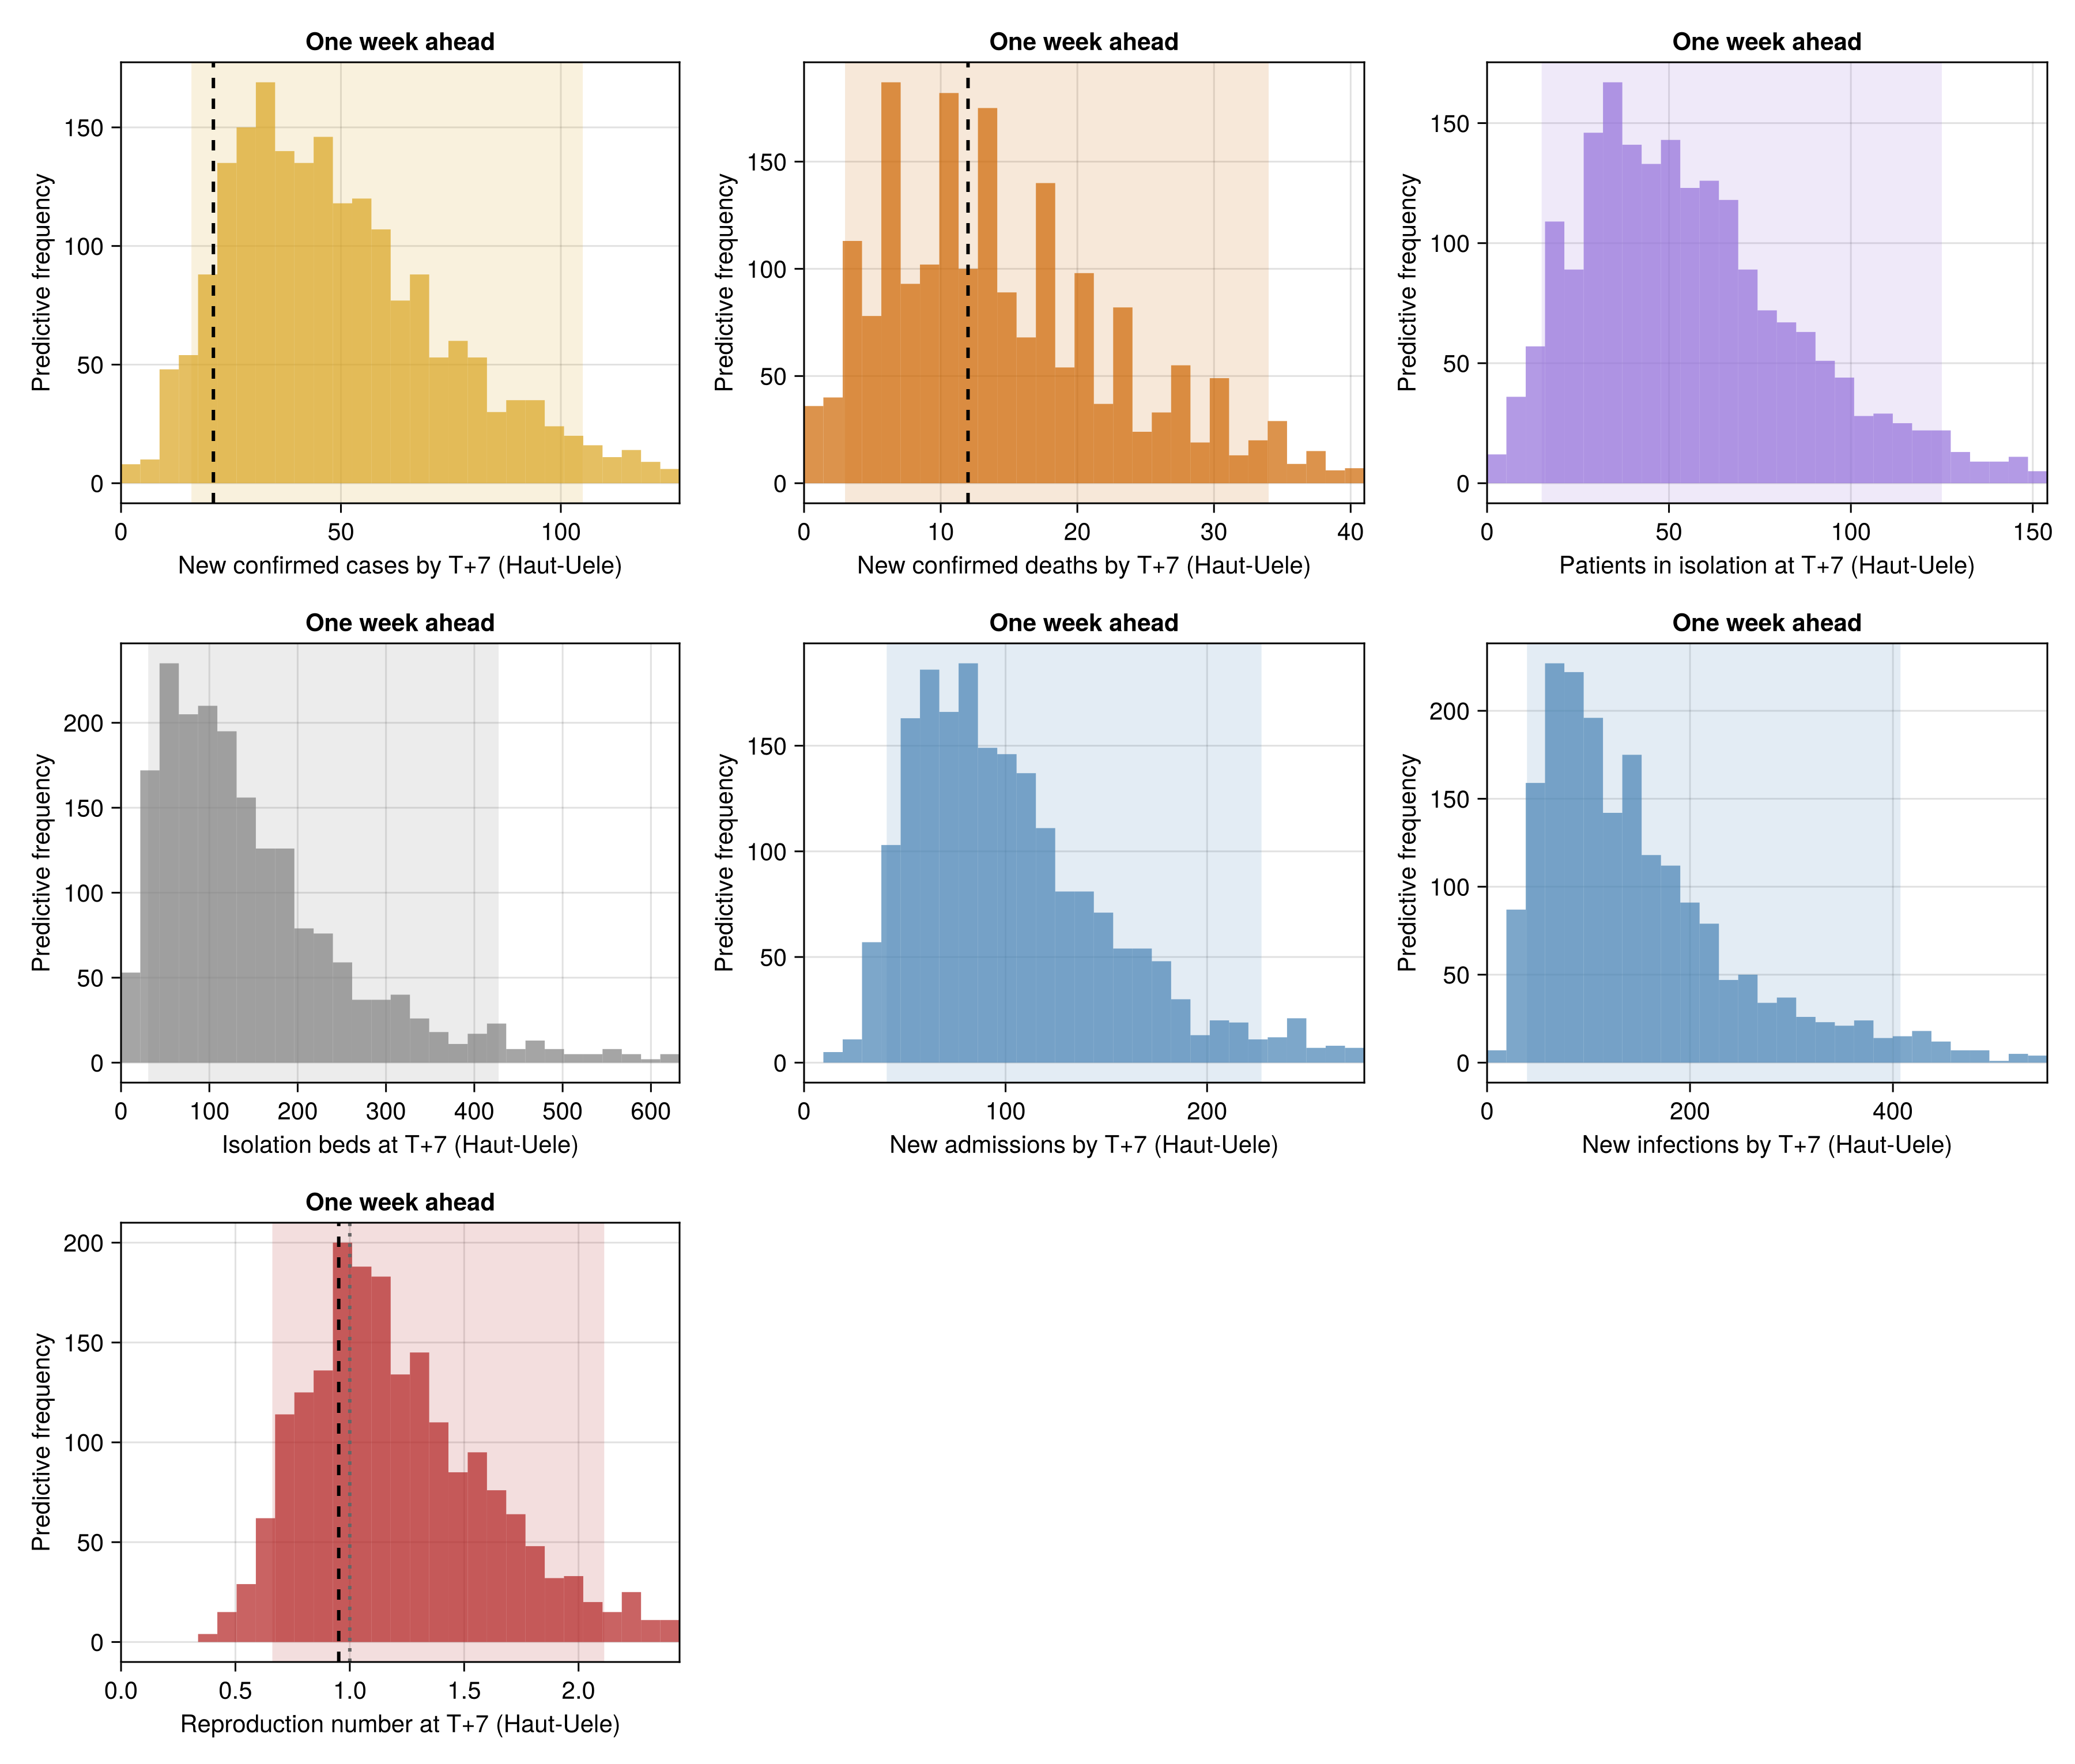 One week ahead
One week ahead
One week ahead
Predictive frequency
150
100
50
0
0
50
100
New confirmed cases by T+7 (Haut-Uele)
Predictive frequency
150
100
50
0
0
10
20
30
40
New confirmed deaths by T+7 (Haut-Uele)
Predictive frequency
150
100
50
0
0
50
100
150
Patients in isolation at T+7 (Haut-Uele)
One week ahead
One week ahead
One week ahead
Predictive frequency
200
150
100
50
0
0
100
200
300
400
500
600
Isolation beds at T+7 (Haut-Uele)
Predictive frequency
150
100
50
0
0
100
200
New admissions by T+7 (Haut-Uele)
Predictive frequency
200
150
100
50
0
0
200
400
New infections by T+7 (Haut-Uele)
One week ahead
Predictive frequency
200
150
100
50
0
0.0
0.5
1.0
1.5
2.0
Reproduction number at T+7 (Haut-Uele)